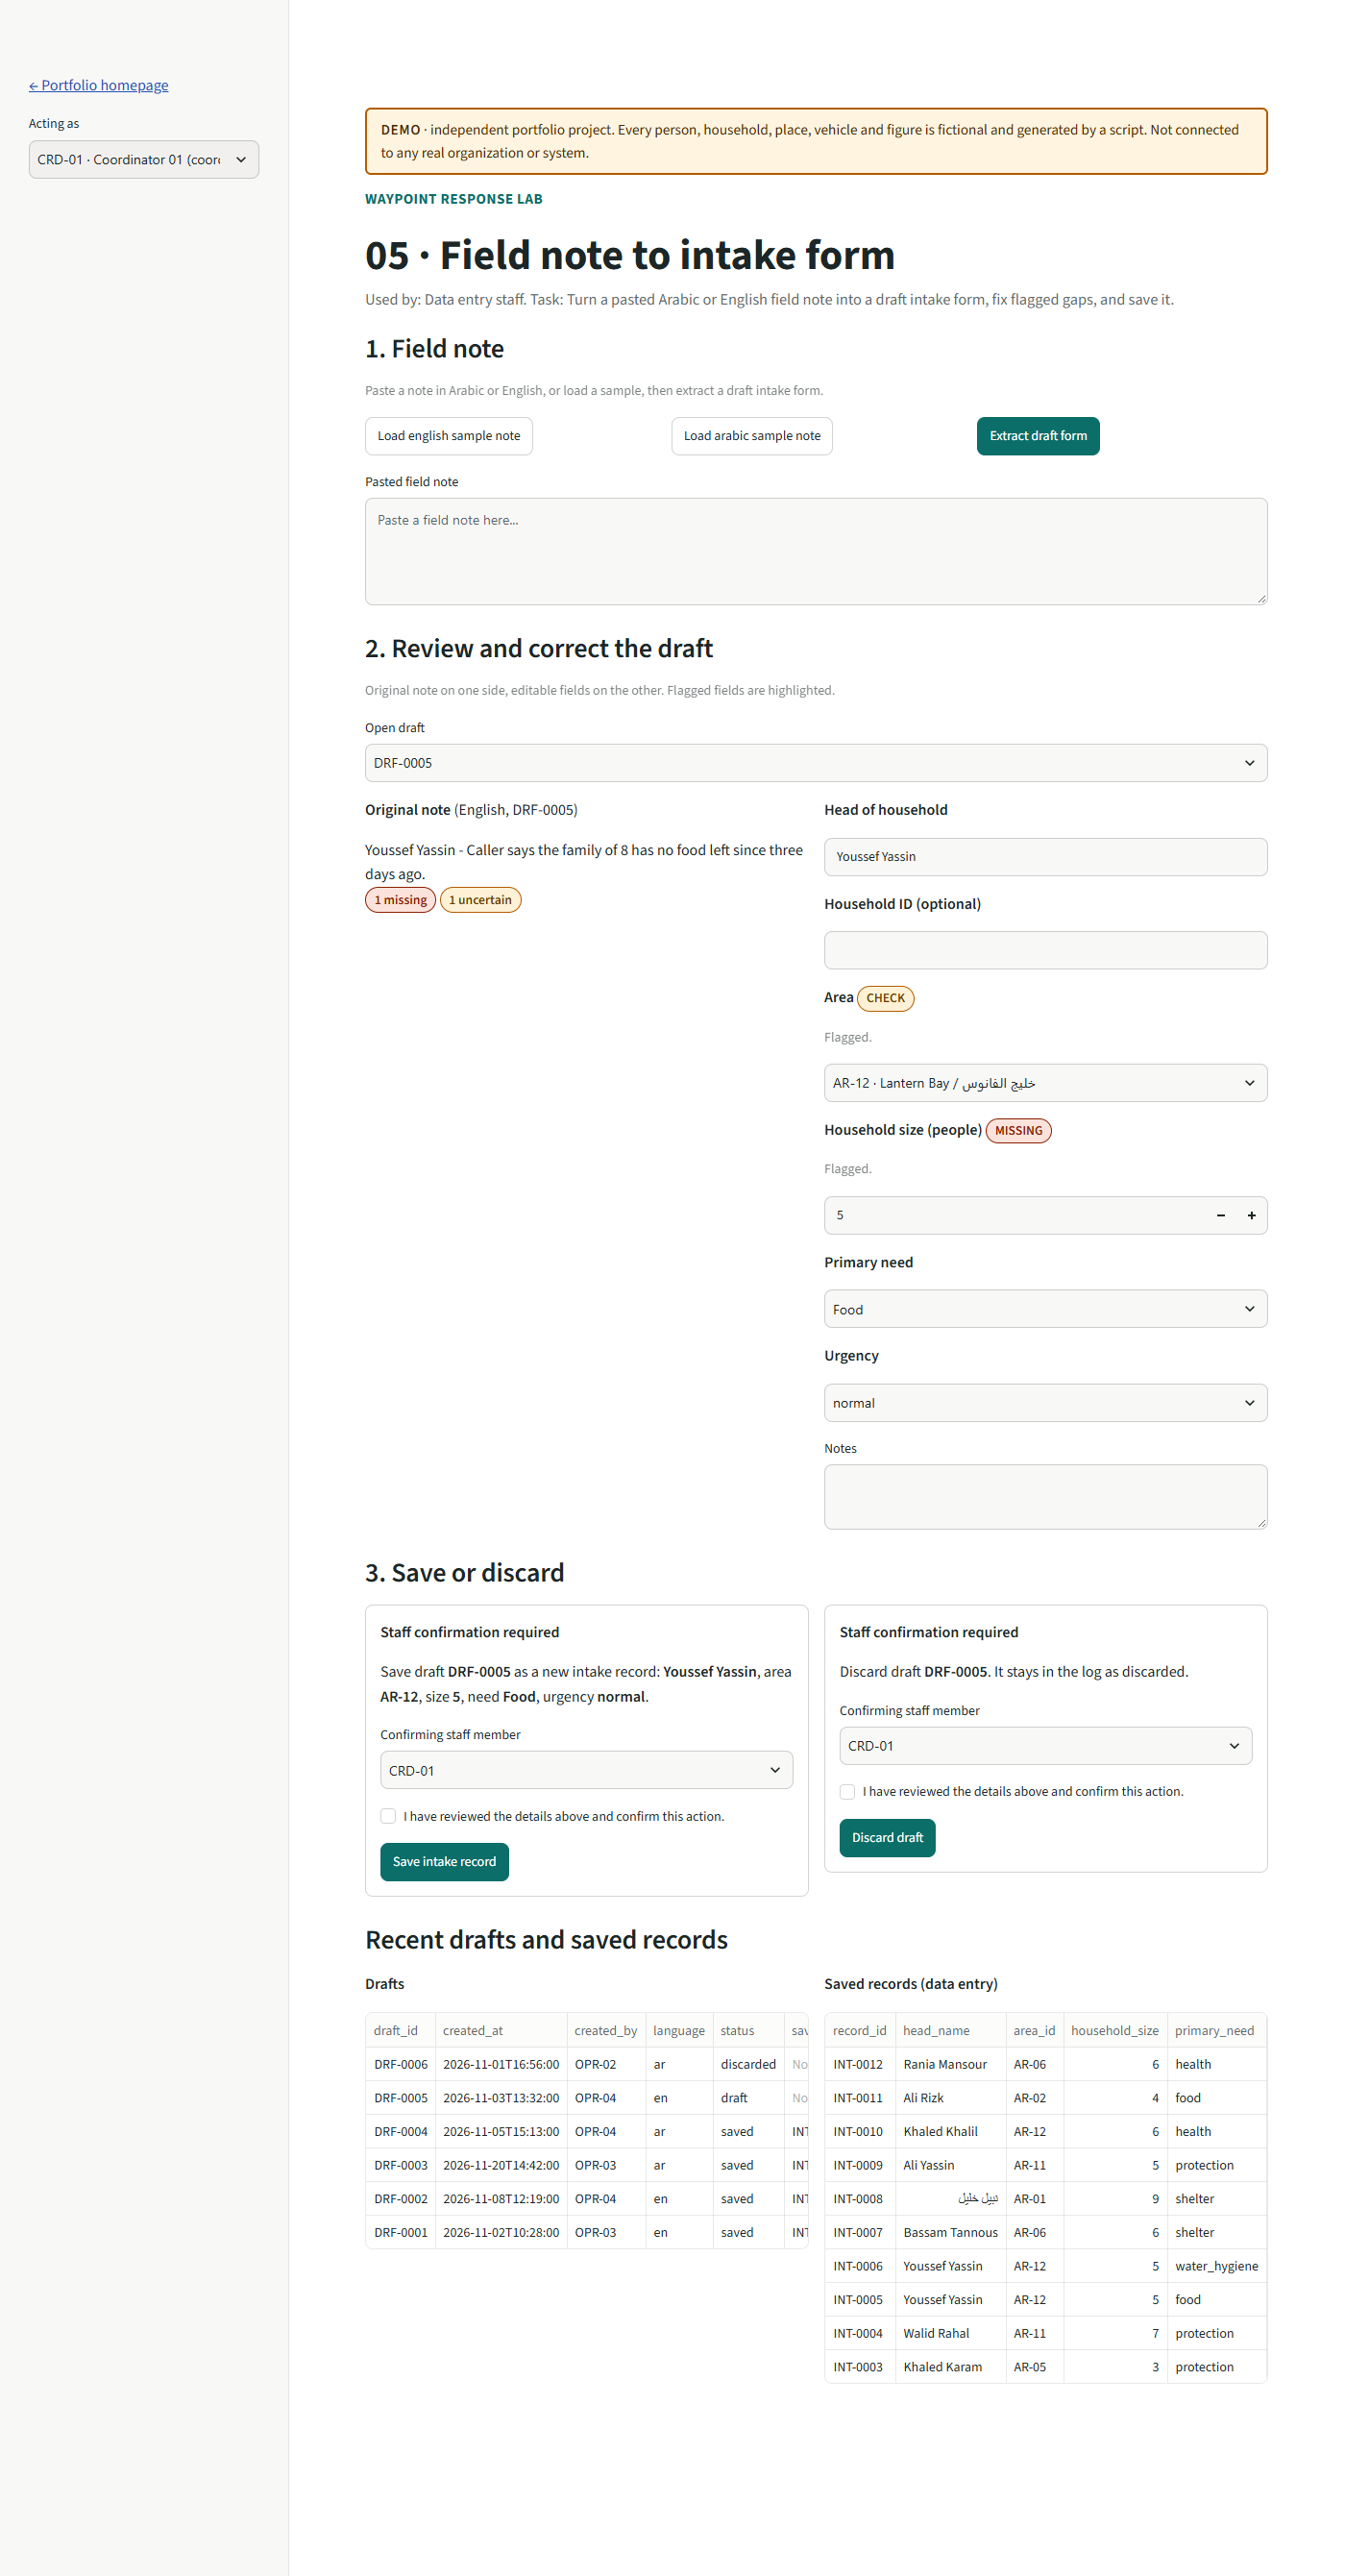 ← Portfolio homepage
Acting as
CRD-01 · Coordinator 01 (coor
DEMO · independent portfolio project. Every person, household, place, vehicle and figure is fictional and generated by a script. Not connected
to any real organization or system.
WAYPOINT RESPONSE LAB
05 · Field note to intake form
Used by: Data entry staff. Task: Turn a pasted Arabic or English field note into a draft intake form, fix flagged gaps, and save it.
1. Field note
Paste a note in Arabic or English, or load a sample, then extract a draft intake form.
Load english sample note
Load arabic sample note
Extract draft form
Pasted field note
Paste a field note here...
2. Review and correct the draft
Original note on one side, editable fields on the other. Flagged fields are highlighted.
Open draft
DRF-0005
Original note (English, DRF-0005)
Youssef Yassin - Caller says the family of 8 has no food left since three
days ago.
1 missing 1 uncertain
Head of household
Youssef Yassin
Household ID (optional)
Area CHECK
Flagged.
AR-12 · Lantern Bay / خليج الفانوس
Household size (people) MISSING
Flagged.
5 − +
Primary need
Food
Urgency
normal
Notes
3. Save or discard
Staff confirmation required
Save draft DRF-0005 as a new intake record: Youssef Yassin, area
AR-12, size 5, need Food, urgency normal.
Confirming staff member
CRD-01
I have reviewed the details above and confirm this action.
Save intake record
Staff confirmation required
Discard draft DRF-0005. It stays in the log as discarded.
Confirming staff member
CRD-01
I have reviewed the details above and confirm this action.
Discard draft
Recent drafts and saved records
Drafts
draft_id created_at created_by language status sav
DRF-0006 2026-11-01T16:56:00 OPR-02 ar discarded No
DRF-0005 2026-11-03T13:32:00 OPR-04 en draft No
DRF-0004 2026-11-05T15:13:00 OPR-04 ar saved INT
DRF-0003 2026-11-20T14:42:00 OPR-03 ar saved INT
DRF-0002 2026-11-08T12:19:00 OPR-04 en saved INT
DRF-0001 2026-11-02T10:28:00 OPR-03 en saved INT
Saved records (data entry)
record_id head_name area_id household_size primary_need
INT-0012 Rania Mansour AR-06 6 health
INT-0011 Ali Rizk AR-02 4 food
INT-0010 Khaled Khalil AR-12 6 health
INT-0009 Ali Yassin AR-11 5 protection
INT-0008 نبيل خليل AR-01 9 shelter
INT-0007 Bassam Tannous AR-06 6 shelter
INT-0006 Youssef Yassin AR-12 5 water_hygiene
INT-0005 Youssef Yassin AR-12 5 food
INT-0004 Walid Rahal AR-11 7 protection
INT-0003 Khaled Karam AR-05 3 protection